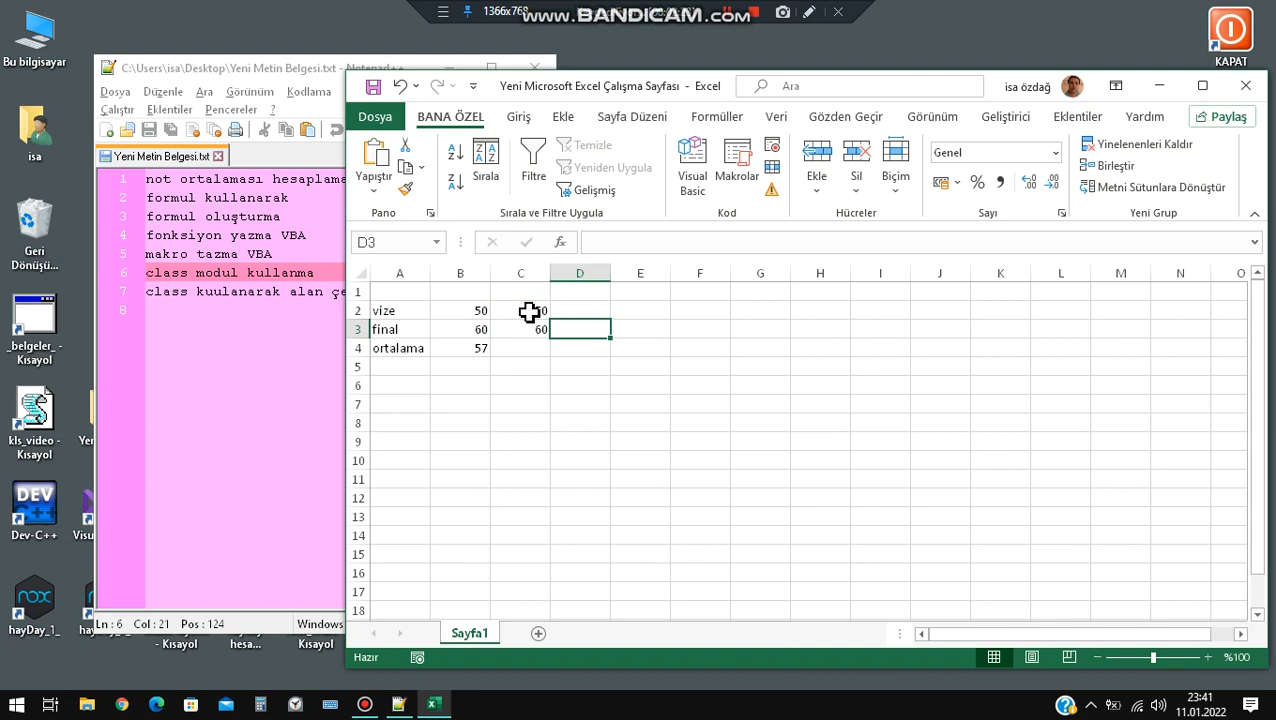 1366x768
www.BANDICAM.com
Bu bilgisayar
KAPAT
isa
Geri
Dönüşü...
_belgeler_ -
Kısayol
kls_video -
Kısayol
DEV
Dev-C++
nox
hayDay_1_
C:\Users\isa\Desktop\Yeni Metin Belgesi.txt - Notepad++
Dosya Düzenle Ara Görünüm Kodlama
Çalıştır Eklentiler Pencereler ?
Yeni Metin Belgesi.txt
1 not ortalaması hesaplama
2 formul kullanarak
3 formul oluşturma
4 fonksiyon yazma VBA
5 makro tazma VBA
6 class modul kullanma
7 class kuulanarak alan çe
8
Ln : 6 Col : 21 Pos : 124 Windows
- Kısayol hesa... Kısayol
Yeni Microsoft Excel Çalışma Sayfası - Excel
Ara
isa özdağ
Dosya BANA ÖZEL Giriş Ekle Sayfa Düzeni Formüller Veri Gözden Geçir Görünüm Geliştirici Eklentiler Yardım Paylaş
Yapıştır
Pano
Sırala
Filtre
Temizle
Yeniden Uygula
Gelişmiş
Sırala ve Filtre Uygula
Visual
Basic
Makrolar
Kod
Ekle Sil Biçim
Hücreler
Genel
Sayı
Yinelenenleri Kaldır
Birleştir
Metni Sütunlara Dönüştür
Yeni Grup
D3
fx
A B C D E F G H I J K L M N O
1
2 vize 50
3 final 60 60
4 ortalama 57
5
6
7
8
9
10
11
12
13
14
15
16
17
18
Sayfa1
Hazır
%100
23:41
11.01.2022